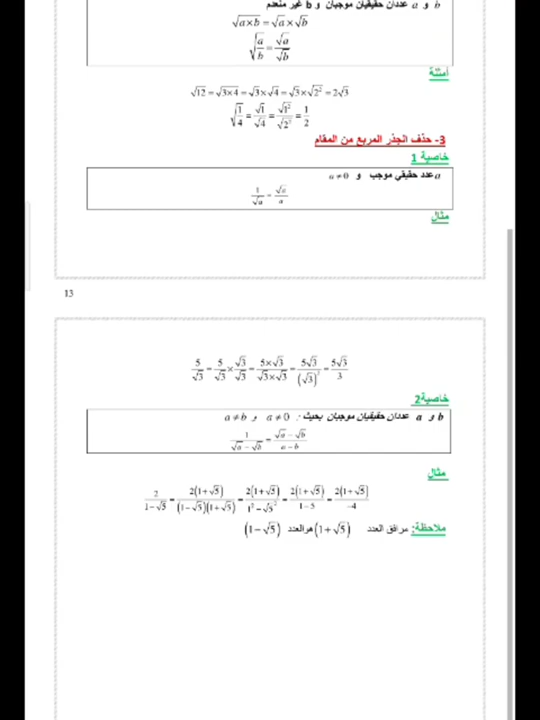 b و a عددان حقيقيان موجبان و b غير منعدم
√(a×b) = √a × √b
√(a/b) = √a/√b
أمثلة
√12 = √(3×4) = √3×√4 = √3×√2² = 2√3
√(1/4) = √1/√4 = √1²/√2² = 1/2
3- حذف الجذر المربع من المقام
خاصية 1
a عدد حقيقي موجب و a≠0
1/√a = √a/a
مثال
13
5/√3 = 5/√3 × √3/√3 = 5×√3/√3×√3 = 5√3/(√3)² = 5√3/3
خاصية2
b و a عددان حقيقيان موجبان بحيث : a≠0 و a≠b
مثال
2/1−√5 = 2(1+√5)/(1−√5)(1+√5) = 2(1+√5)/1²−√5² = 2(1+√5)/1−5 = 2(1+√5)/−4
ملاحظة: مرافق العدد (1+√5) هو العدد (1−√5)